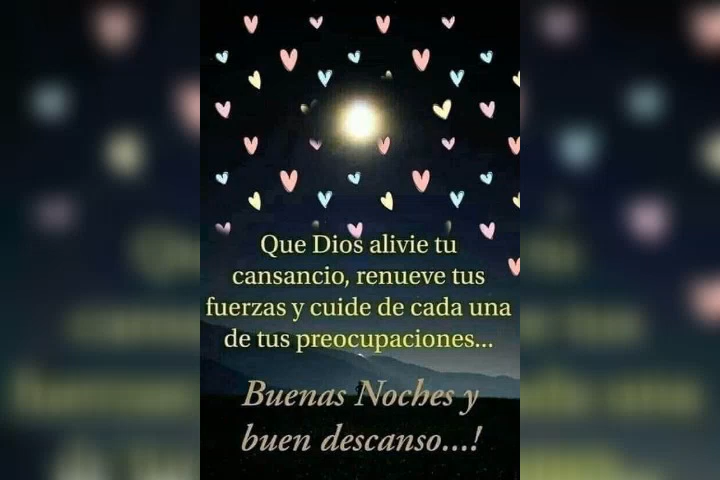 Que Dios alivie tu
cansancio, renueve tus
fuerzas y cuide de cada una
de tus preocupaciones...
Buenas Noches y
buen descanso...!